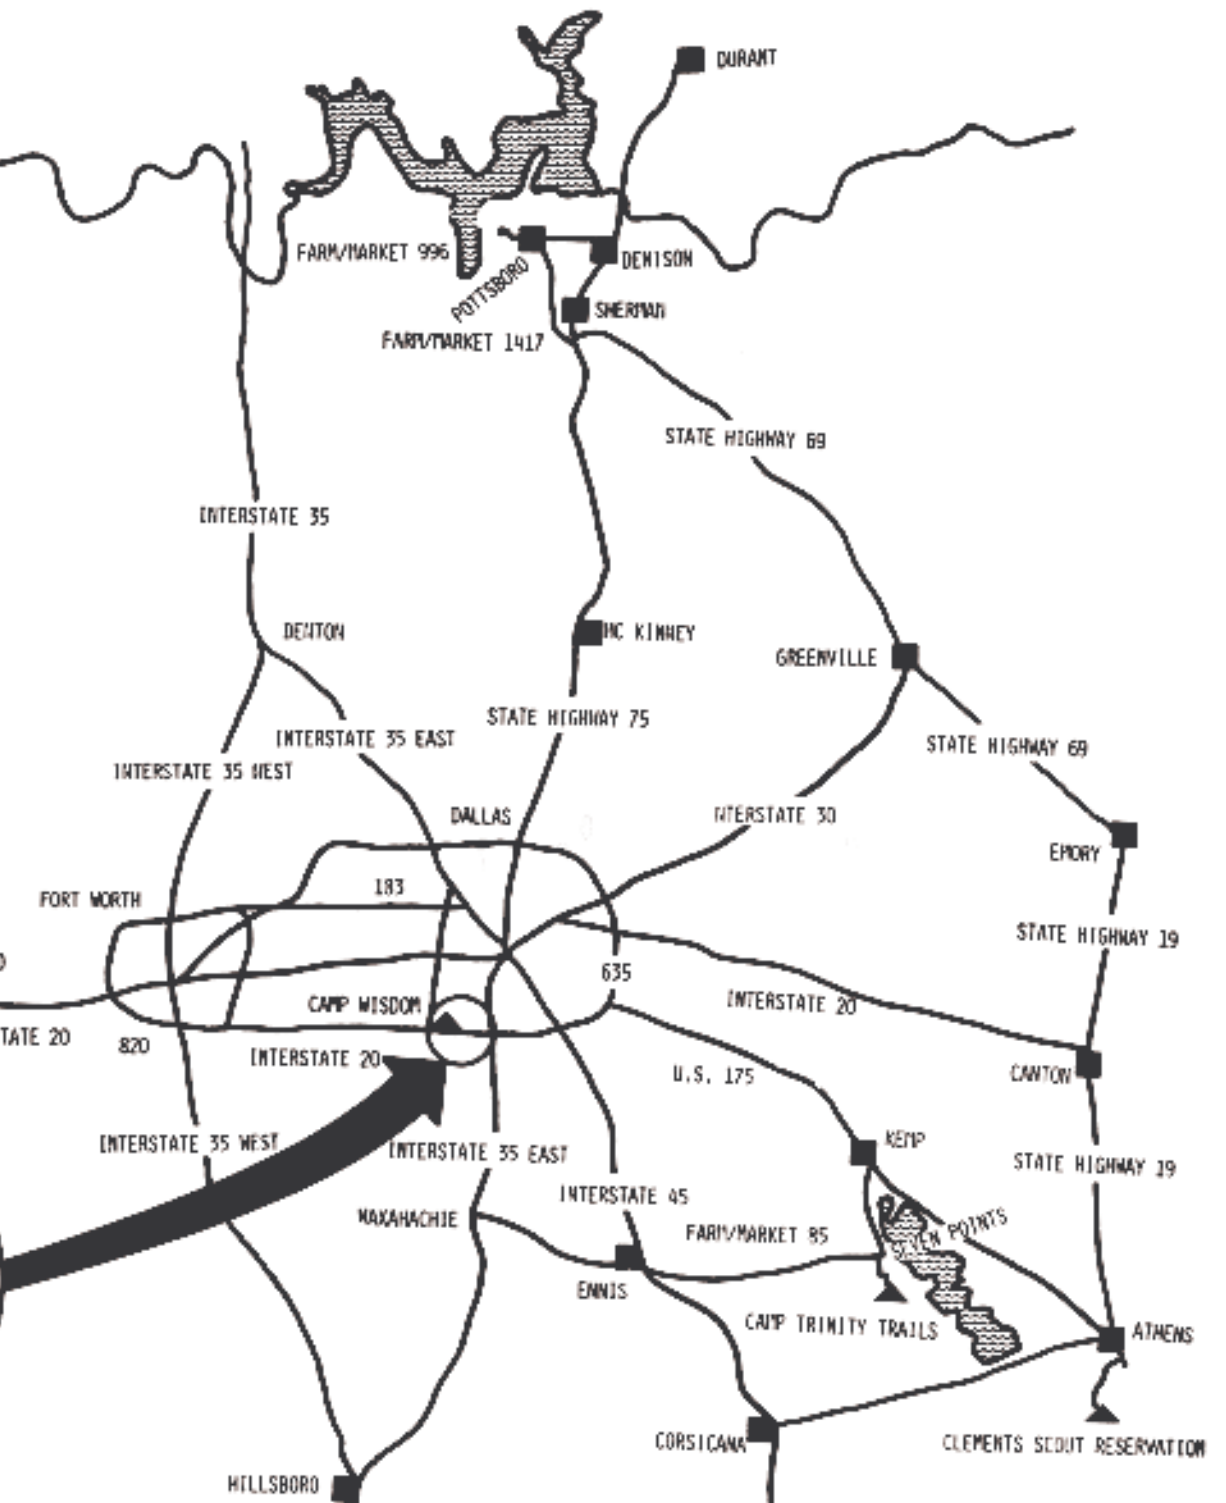 DURANT
FARM/MARKET 996
DENISON
POTTSBORO
SHERMAN
FARM/MARKET 1417
STATE HIGHWAY 69
INTERSTATE 35
DENTON
MC KINNEY
GREENVILLE
STATE HIGHWAY 75
INTERSTATE 35 EAST
STATE HIGHWAY 69
INTERSTATE 35 WEST
DALLAS
NTERSTATE 30
EMORY
183
FORT WORTH
STATE HIGHWAY 19
635
CAMP WISDOM
INTERSTATE 20
TATE 20
820
INTERSTATE 20
U.S. 175
CANTON
INTERSTATE 35 WEST
INTERSTATE 35 EAST
KEMP
STATE HIGHWAY 19
INTERSTATE 45
WAXAHACHIE
FARM/MARKET 85
SEVEN POINTS
ENNIS
CAMP TRINITY TRAILS
ATHENS
CORSICANA
CLEMENTS SCOUT RESERVATION
HILLSBORO